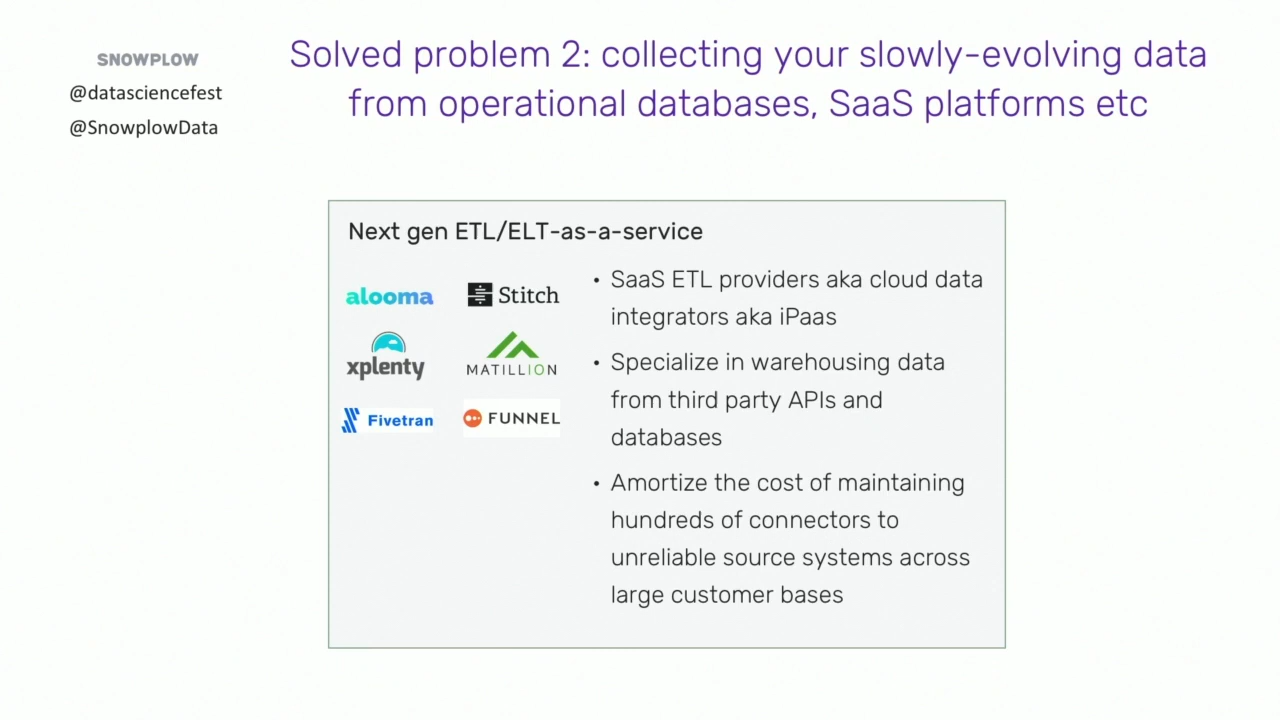 SNOWPLOW
@datasciencefest
@SnowplowData
Solved problem 2: collecting your slowly-evolving data
from operational databases, SaaS platforms etc
Next gen ETL/ELT-as-a-service
alooma
Stitch
xplenty
MATILLION
Fivetran
FUNNEL
• SaaS ETL providers aka cloud data
integrators aka iPaas
• Specialize in warehousing data
from third party APIs and
databases
• Amortize the cost of maintaining
hundreds of connectors to
unreliable source systems across
large customer bases